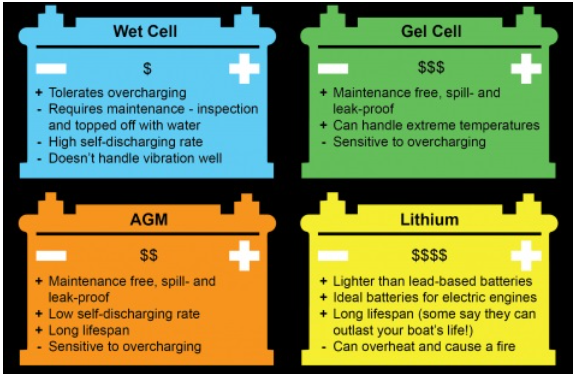 Wet Cell
$
+ Tolerates overcharging
- Requires maintenance - inspection
and topped off with water
- High self-discharging rate
- Doesn't handle vibration well
Gel Cell
$$$
+ Maintenance free, spill- and
leak-proof
+ Can handle extreme temperatures
- Sensitive to overcharging
AGM
$$
+ Maintenance free, spill- and
leak-proof
+ Low self-discharging rate
+ Long lifespan
- Sensitive to overcharging
Lithium
$$$$
+ Lighter than lead-based batteries
+ Ideal batteries for electric engines
+ Long lifespan (some say they can
outlast your boat's life!)
- Can overheat and cause a fire